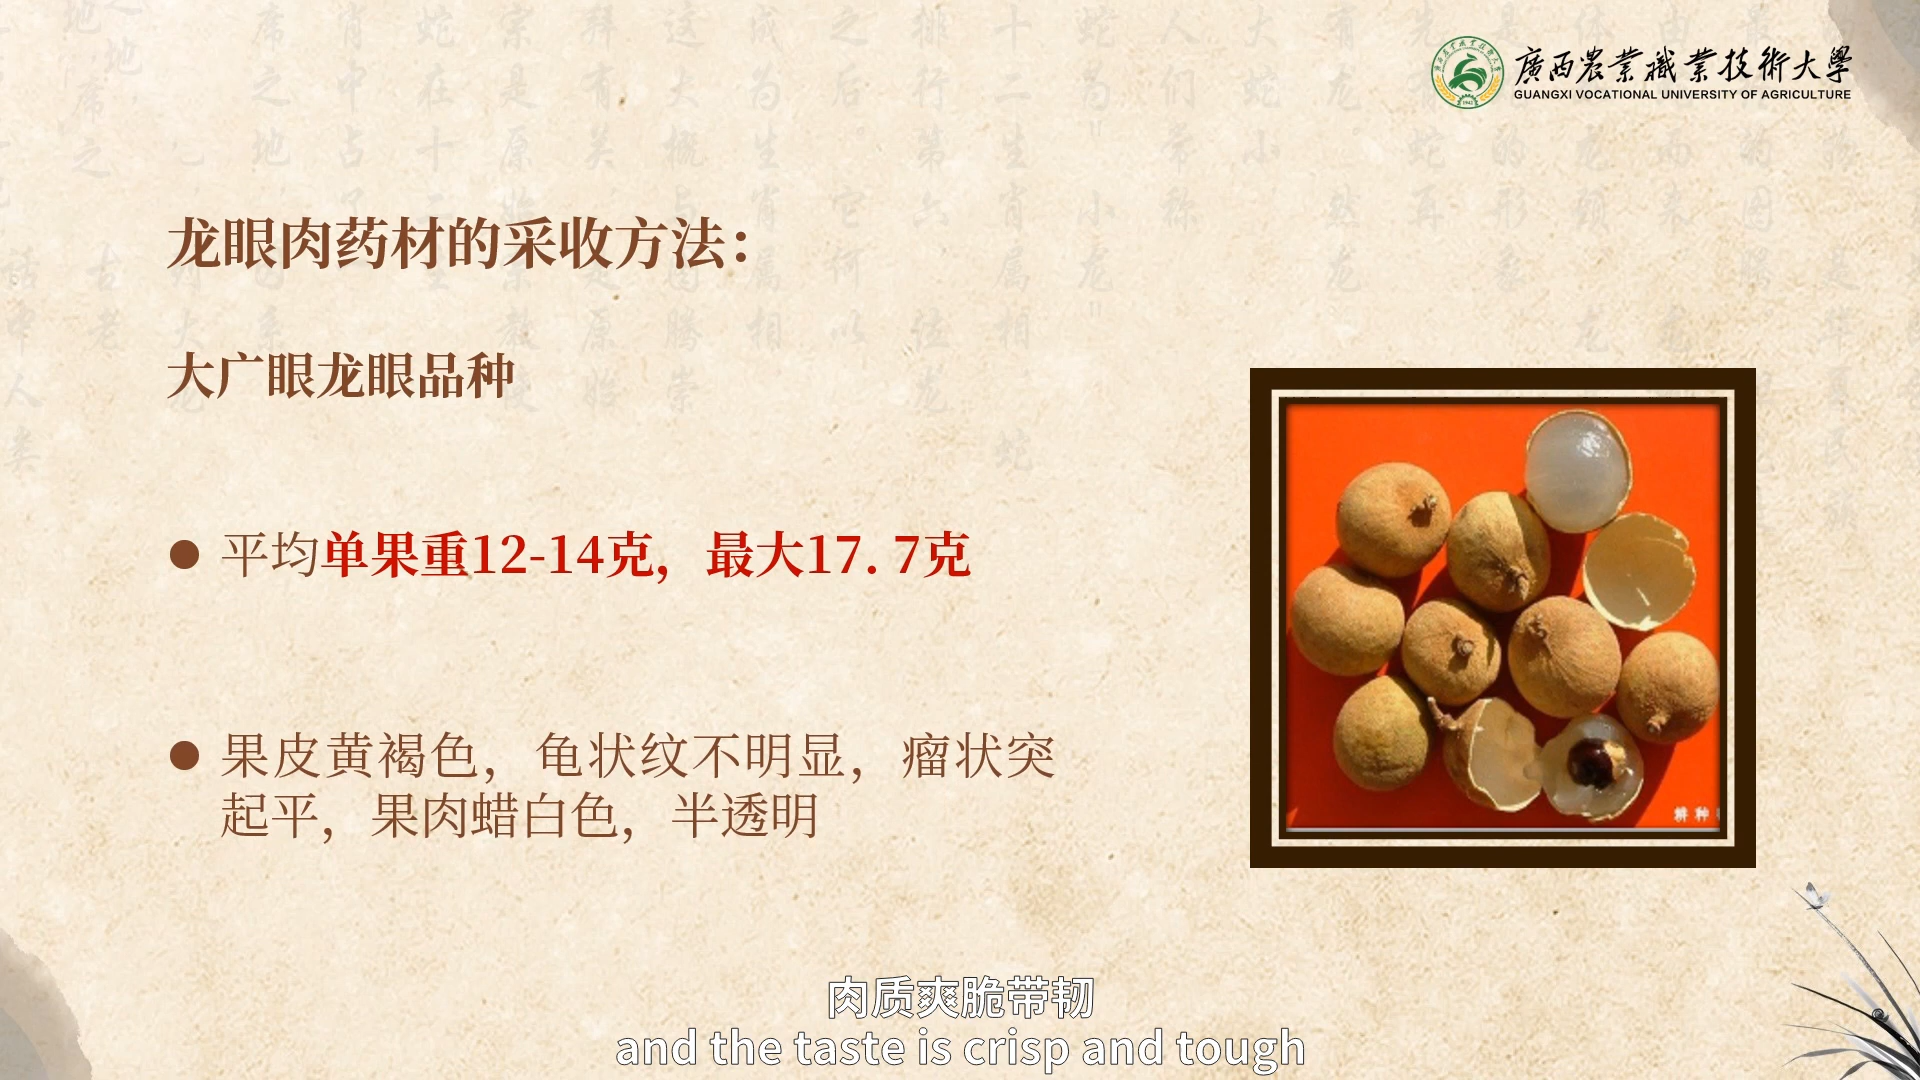 廣西農業職業技術大學
GUANGXI VOCATIONAL UNIVERSITY OF AGRICULTURE
龙眼肉药材的采收方法：
大广眼龙眼品种
● 平均单果重12-14克，最大17.7克
● 果皮黄褐色，龟状纹不明显，瘤状突
起平，果肉蜡白色，半透明
耕种
肉质爽脆带韧
and the taste is crisp and tough